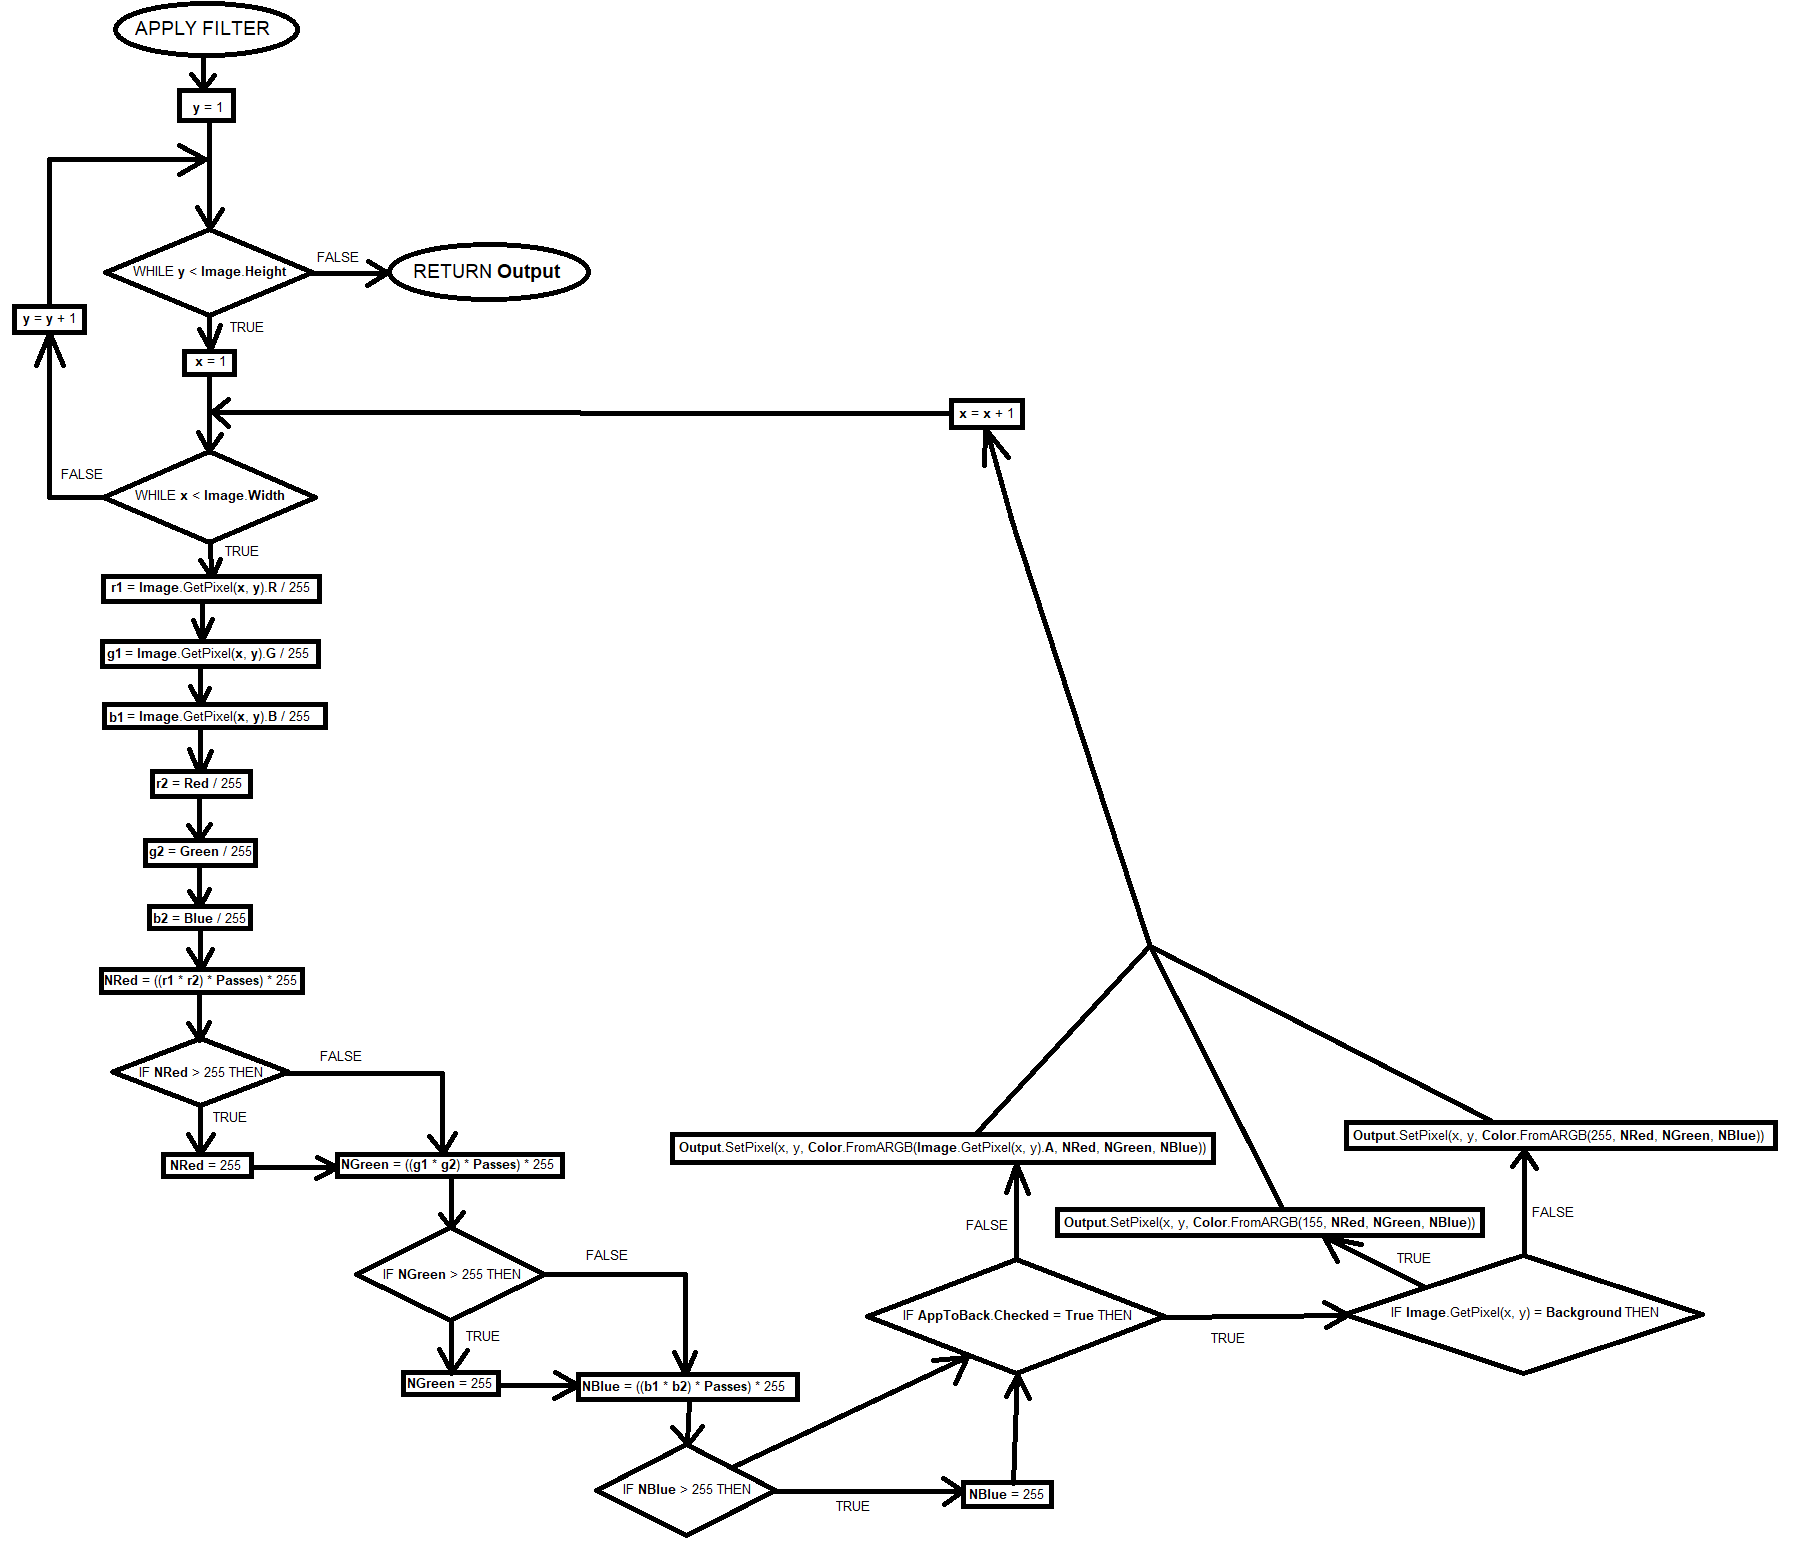 APPLY FILTER
y = 1
WHILE y < Image.Height
FALSE
RETURN Output
TRUE
y = y + 1
x = 1
x = x + 1
FALSE
WHILE x < Image.Width
TRUE
r1 = Image.GetPixel(x, y).R / 255
g1 = Image.GetPixel(x, y).G / 255
b1 = Image.GetPixel(x, y).B / 255
r2 = Red / 255
g2 = Green / 255
b2 = Blue / 255
NRed = ((r1 * r2) * Passes) * 255
IF NRed > 255 THEN
FALSE
TRUE
NRed = 255
NGreen = ((g1 * g2) * Passes) * 255
IF NGreen > 255 THEN
FALSE
TRUE
NGreen = 255
NBlue = ((b1 * b2) * Passes) * 255
IF NBlue > 255 THEN
TRUE
NBlue = 255
IF AppToBack.Checked = True THEN
FALSE
Output.SetPixel(x, y, Color.FromARGB(Image.GetPixel(x, y).A, NRed, NGreen, NBlue))
TRUE
IF Image.GetPixel(x, y) = Background THEN
TRUE
Output.SetPixel(x, y, Color.FromARGB(155, NRed, NGreen, NBlue))
FALSE
Output.SetPixel(x, y, Color.FromARGB(255, NRed, NGreen, NBlue))